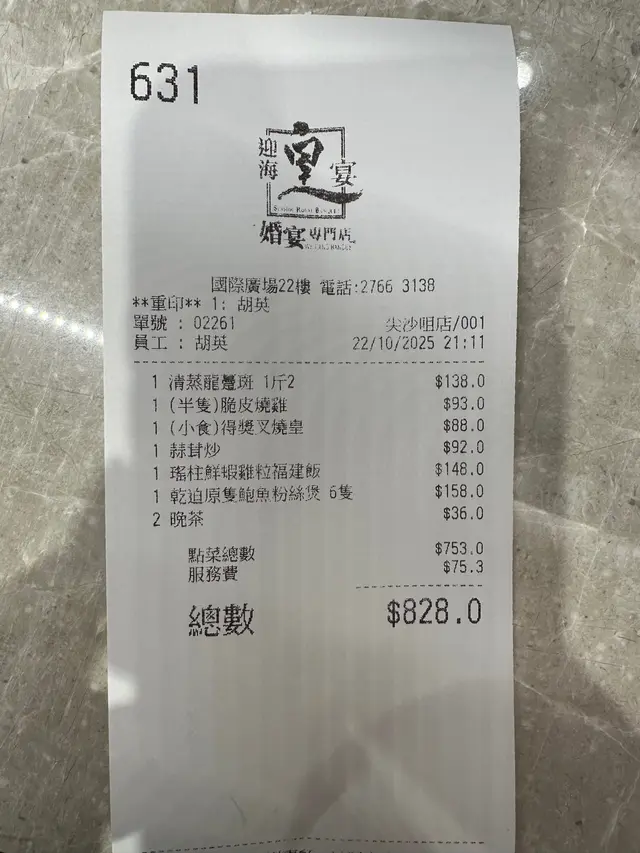 631
迎海 皇 宴
婚宴專門店
國際廣場22樓 電話:2766 3138
**重印** 1: 胡英
單號 : 02261 尖沙咀店/001
員工 : 胡英 22/10/2025 21:11
1 清蒸龍躉斑 1斤2 $138.0
1 (半隻)脆皮燒雞 $93.0
1 (小食)得獎叉燒皇 $88.0
1 蒜茸炒 $92.0
1 瑤柱鮮蝦雞粒福建飯 $148.0
1 乾迫原隻鮑魚粉絲煲 6隻 $158.0
2 晚茶 $36.0
點菜總數 $753.0
服務費 $75.3
總數 $828.0